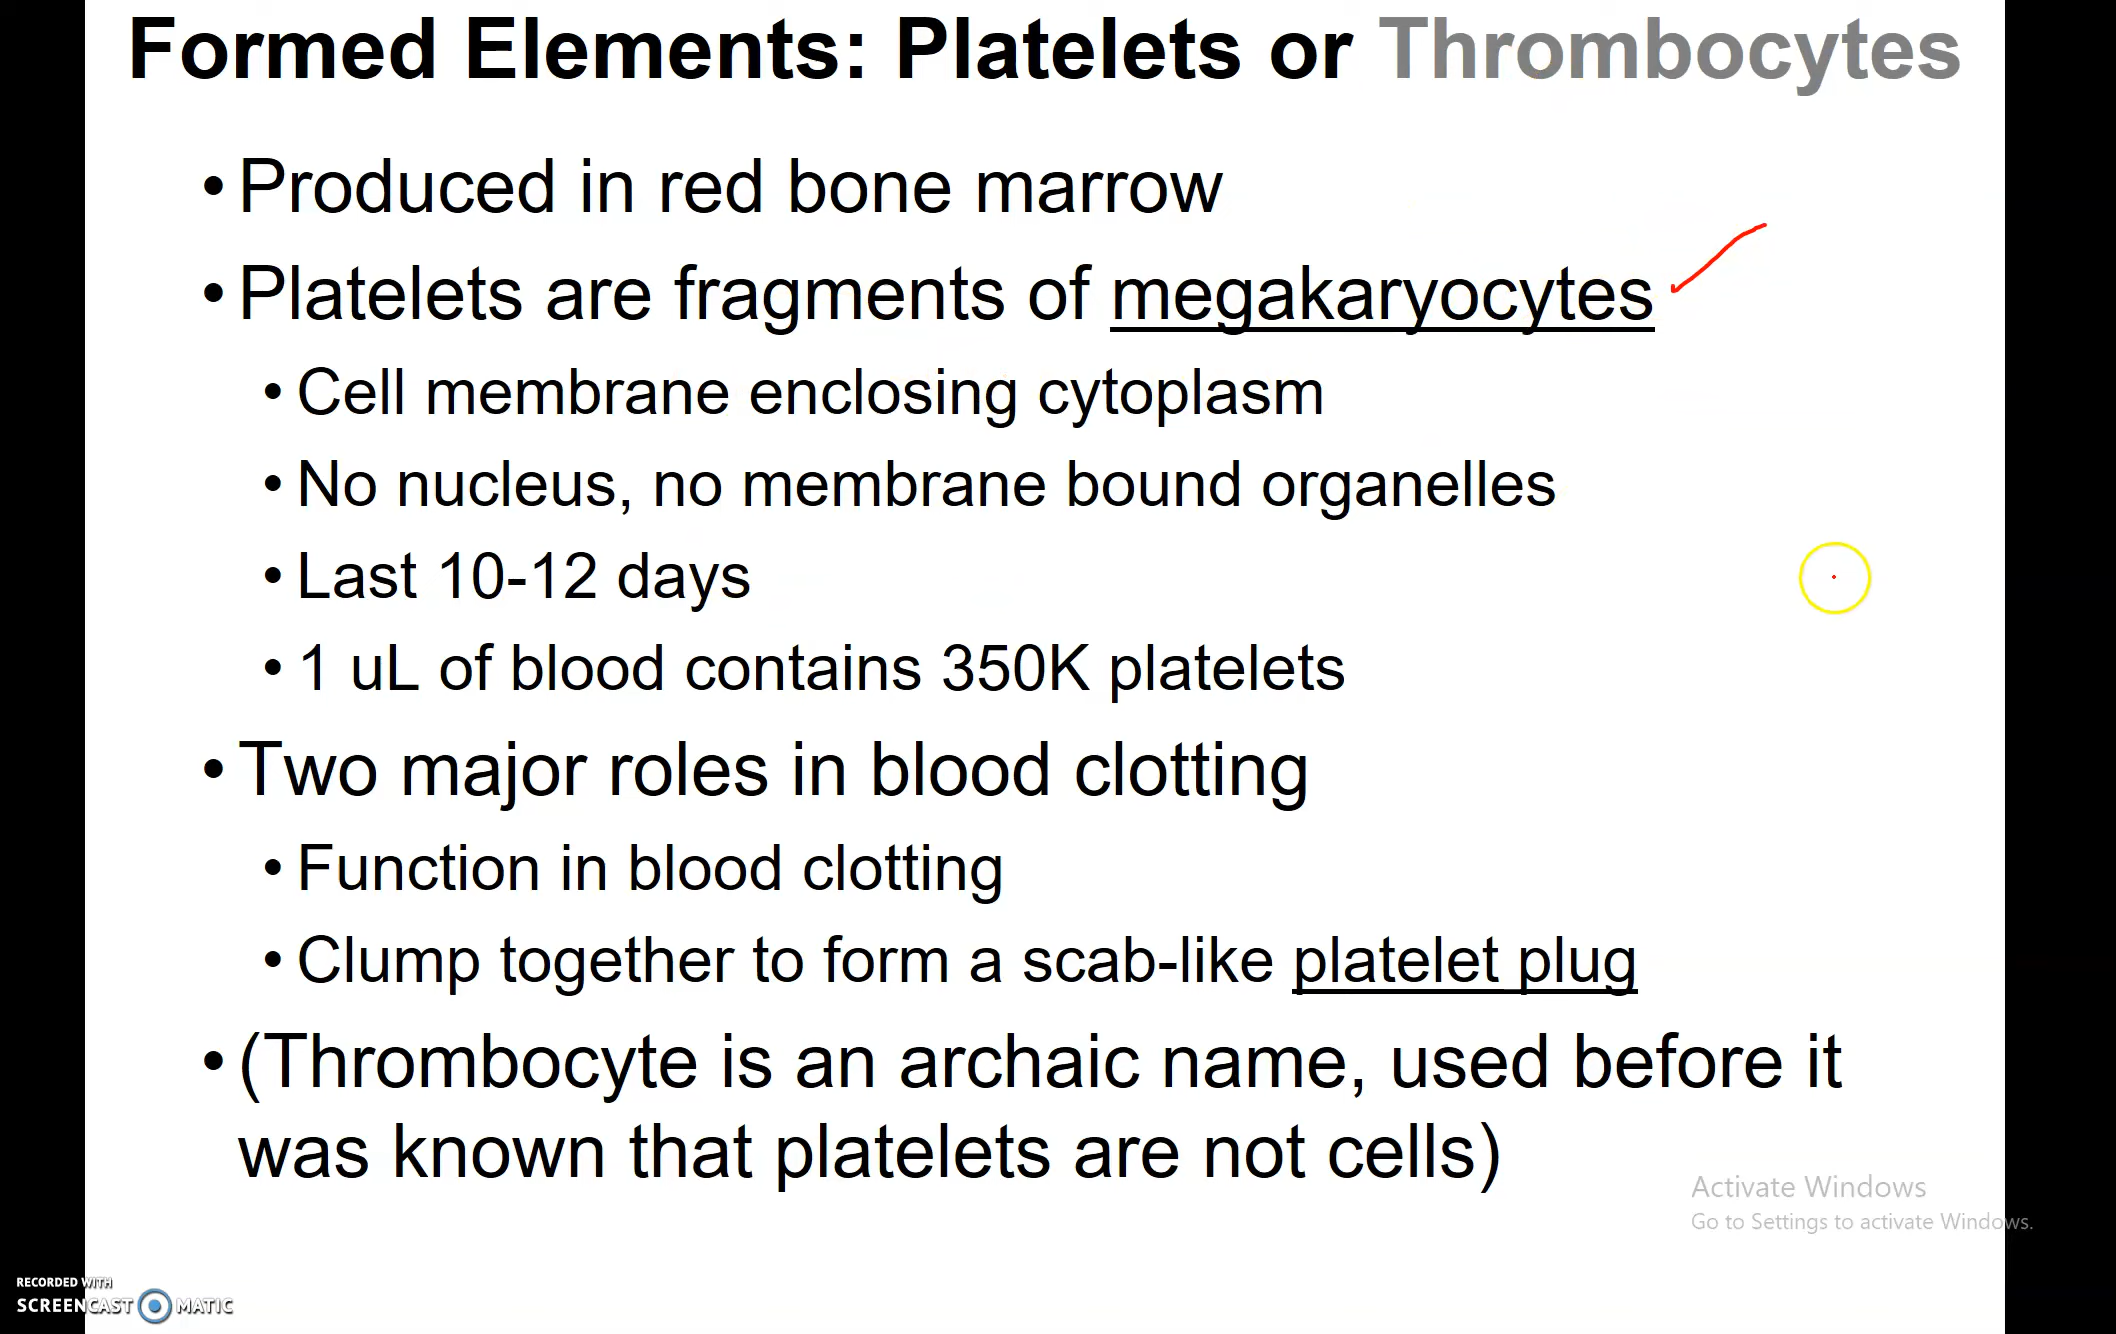 Formed Elements: Platelets or Thrombocytes
• Produced in red bone marrow
• Platelets are fragments of megakaryocytes
• Cell membrane enclosing cytoplasm
• No nucleus, no membrane bound organelles
• Last 10-12 days
• 1 uL of blood contains 350K platelets
• Two major roles in blood clotting
• Function in blood clotting
• Clump together to form a scab-like platelet plug
• (Thrombocyte is an archaic name, used before it
was known that platelets are not cells)
Activate Windows
Go to Settings to activate Windows.
RECORDED WITH
SCREENCAST MATIC